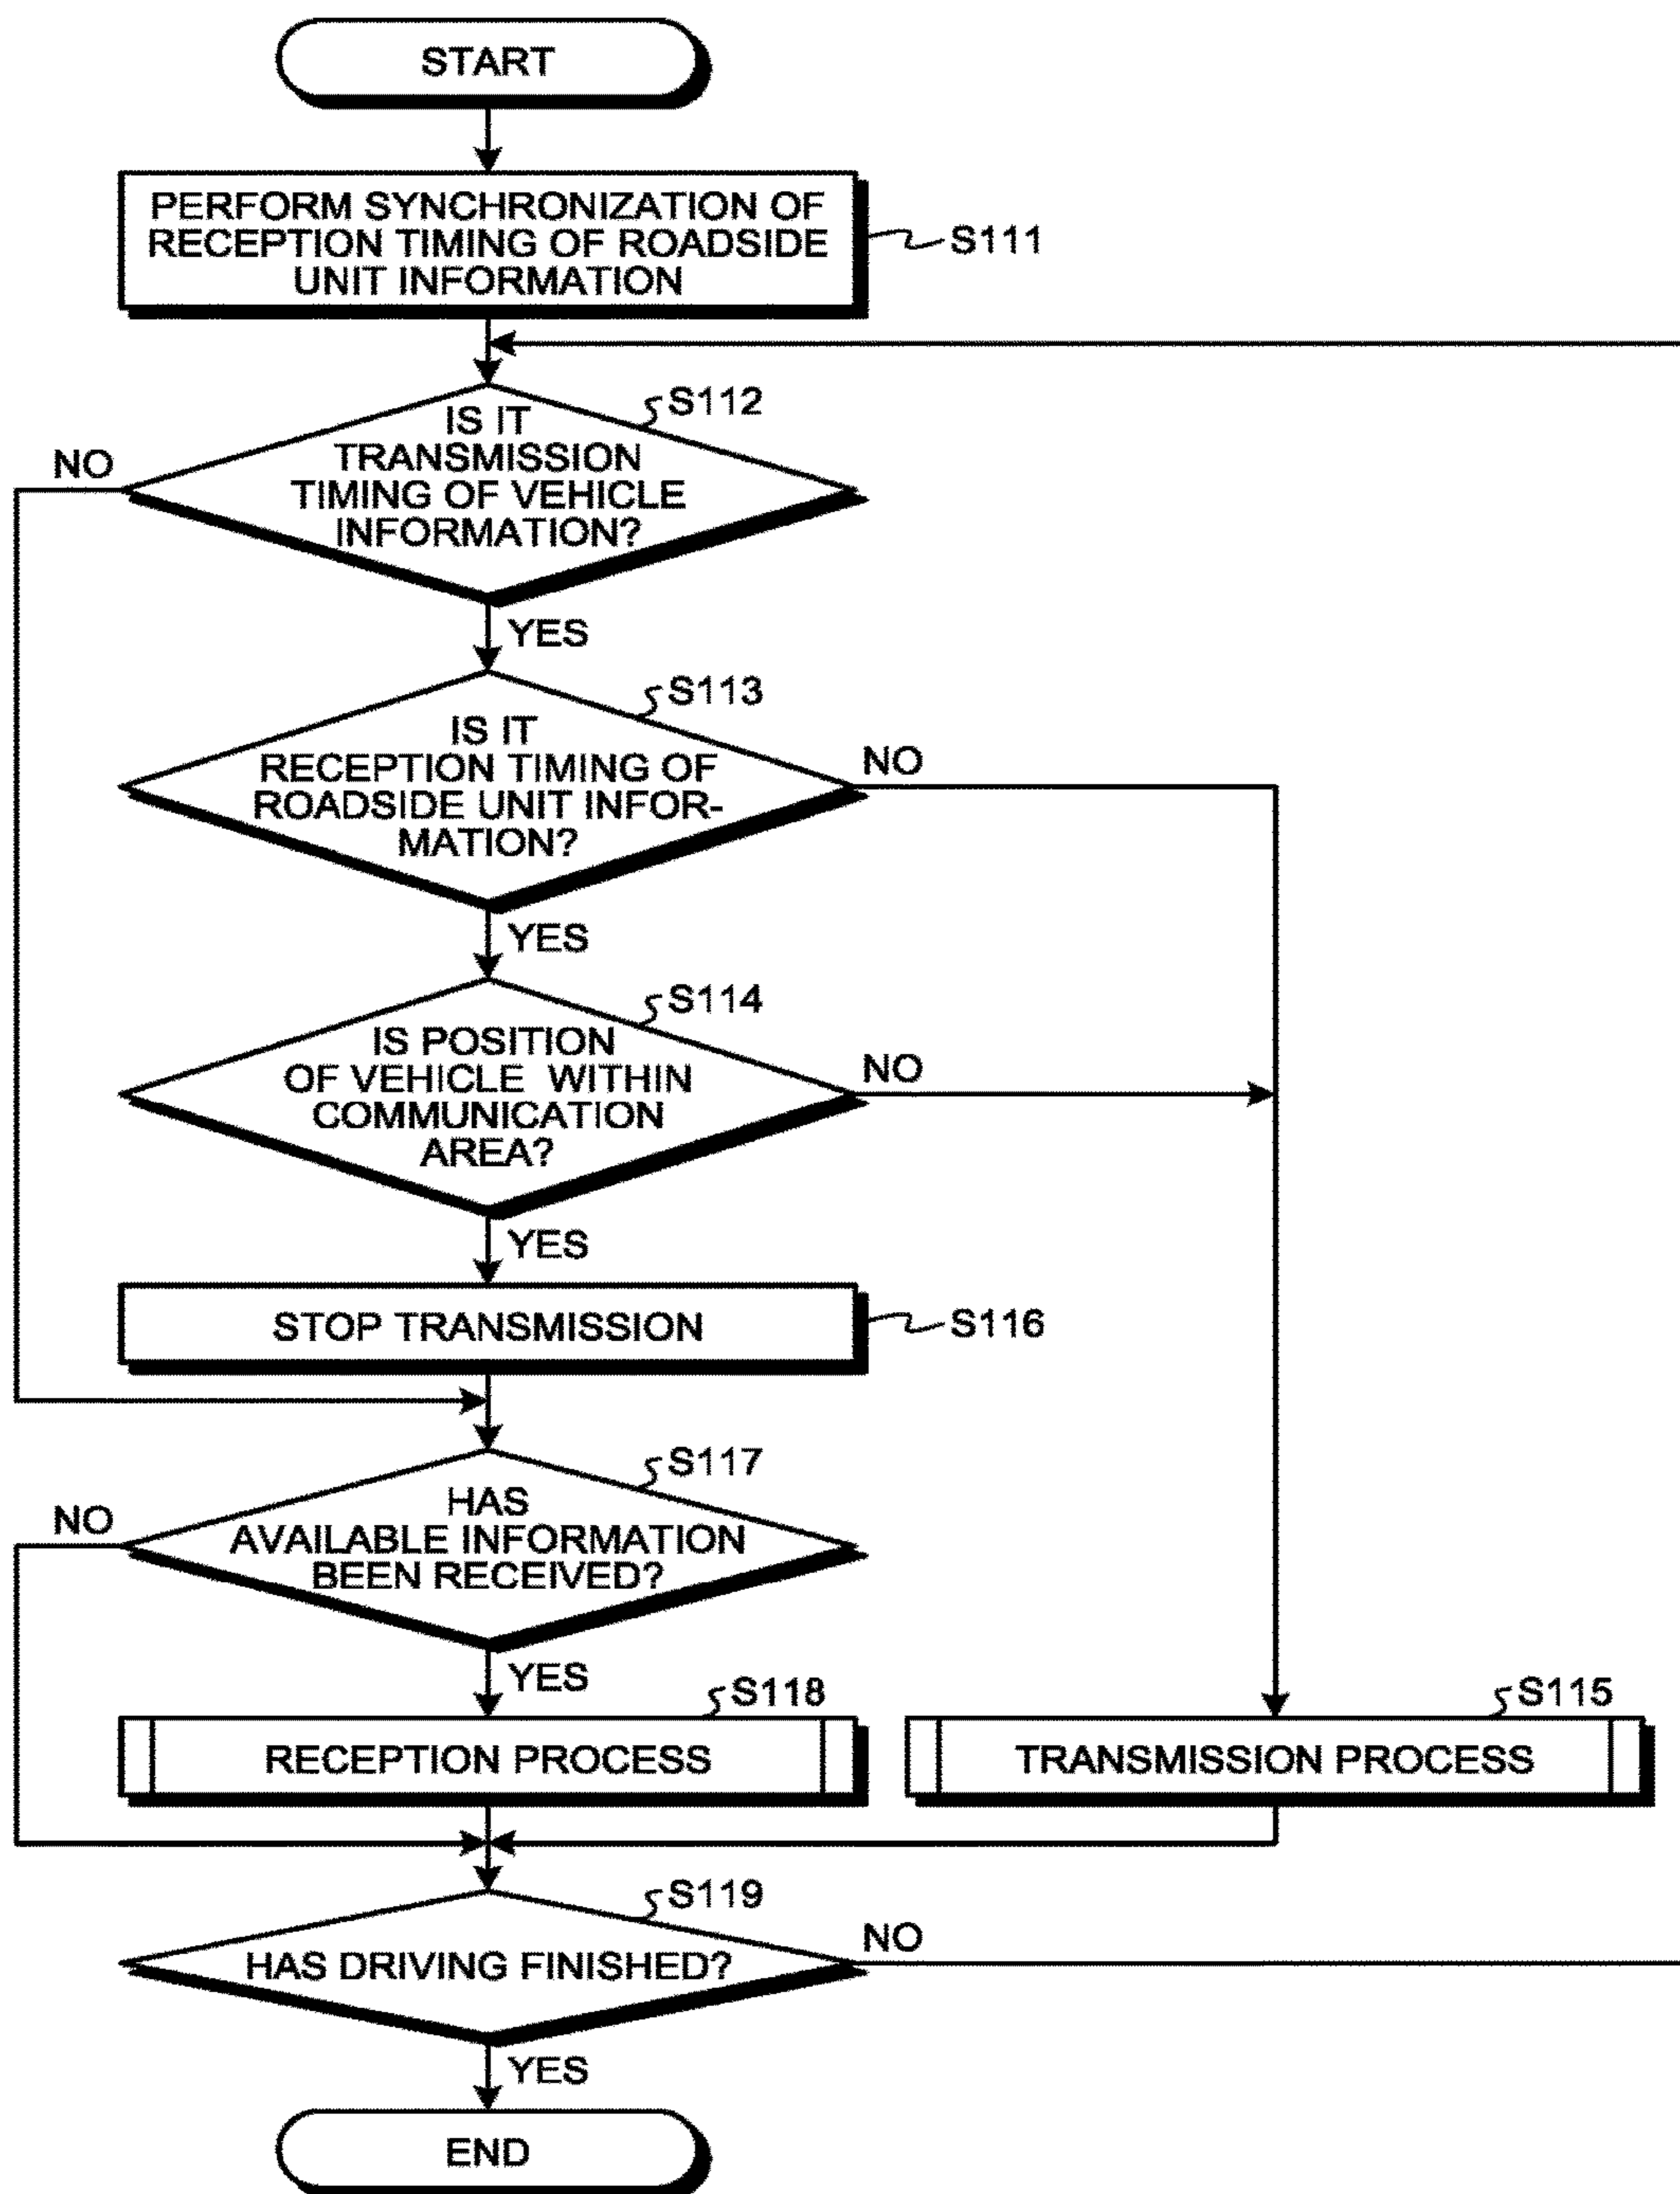 START
PERFORM SYNCHRONIZATION OF
RECEPTION TIMING OF ROADSIDE
UNIT INFORMATION
S111
S112
IS IT
TRANSMISSION
TIMING OF VEHICLE
INFORMATION?
NO
YES
S113
IS IT
RECEPTION TIMING OF
ROADSIDE UNIT INFOR-
MATION?
NO
YES
S114
IS POSITION
OF VEHICLE WITHIN
COMMUNICATION
AREA?
NO
YES
STOP TRANSMISSION
S116
S117
HAS
AVAILABLE INFORMATION
BEEN RECEIVED?
NO
YES
S118
RECEPTION PROCESS
S115
TRANSMISSION PROCESS
S119
HAS DRIVING FINISHED?
NO
YES
END